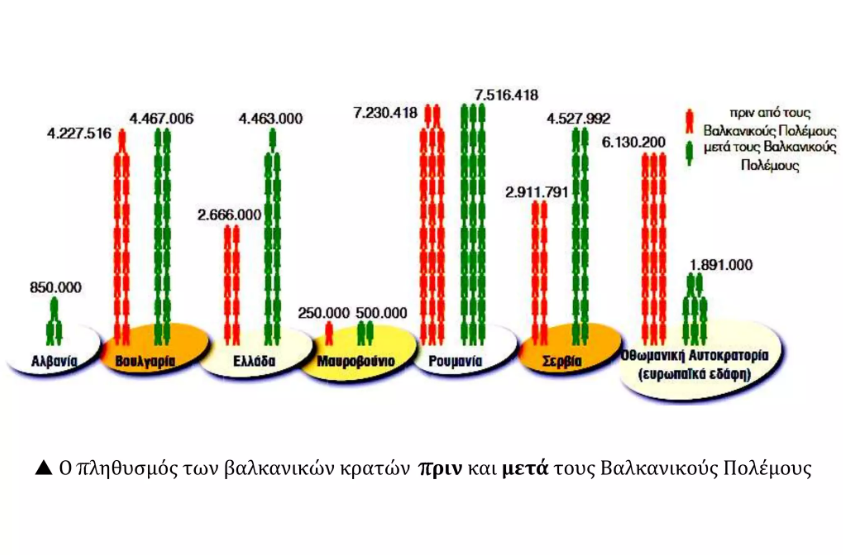 4.227.516
4.467.006
4.463.000
7.230.418
7.516.418
4.527.992
πριν από τους
Βαλκανικούς Πολέμους
μετά τους Βαλκανικούς
Πολέμους
6.130.200
2.666.000
2.911.791
850.000
250.000 500.000
1.891.000
Αλβανία
Βουλγαρία
Ελλάδα
Μαυροβούνιο
Ρουμανία
Σερβία
Οθωμανική Αυτοκρατορία
(ευρωπαϊκά εδάφη)
▲ Ο πληθυσμός των βαλκανικών κρατών πριν και μετά τους Βαλκανικούς Πολέμους